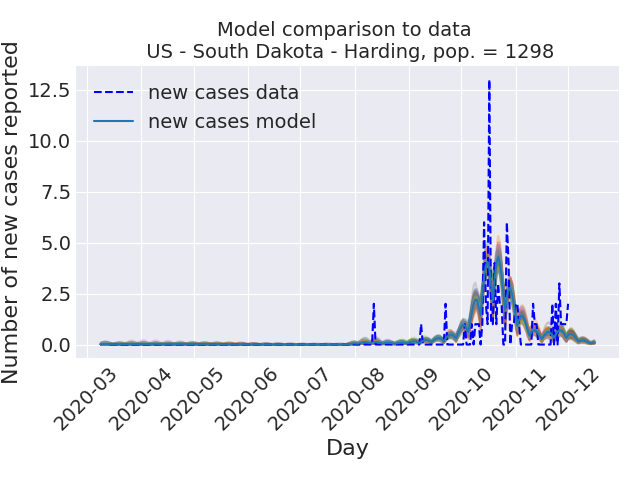 Model comparison to data
US - South Dakota - Harding, pop. = 1298
Number of new cases reported
12.5
10.0
7.5
5.0
2.5
0.0
new cases data
new cases model
2020-03
2020-04
2020-05
2020-06
2020-07
2020-08
2020-09
2020-10
2020-11
2020-12
Day